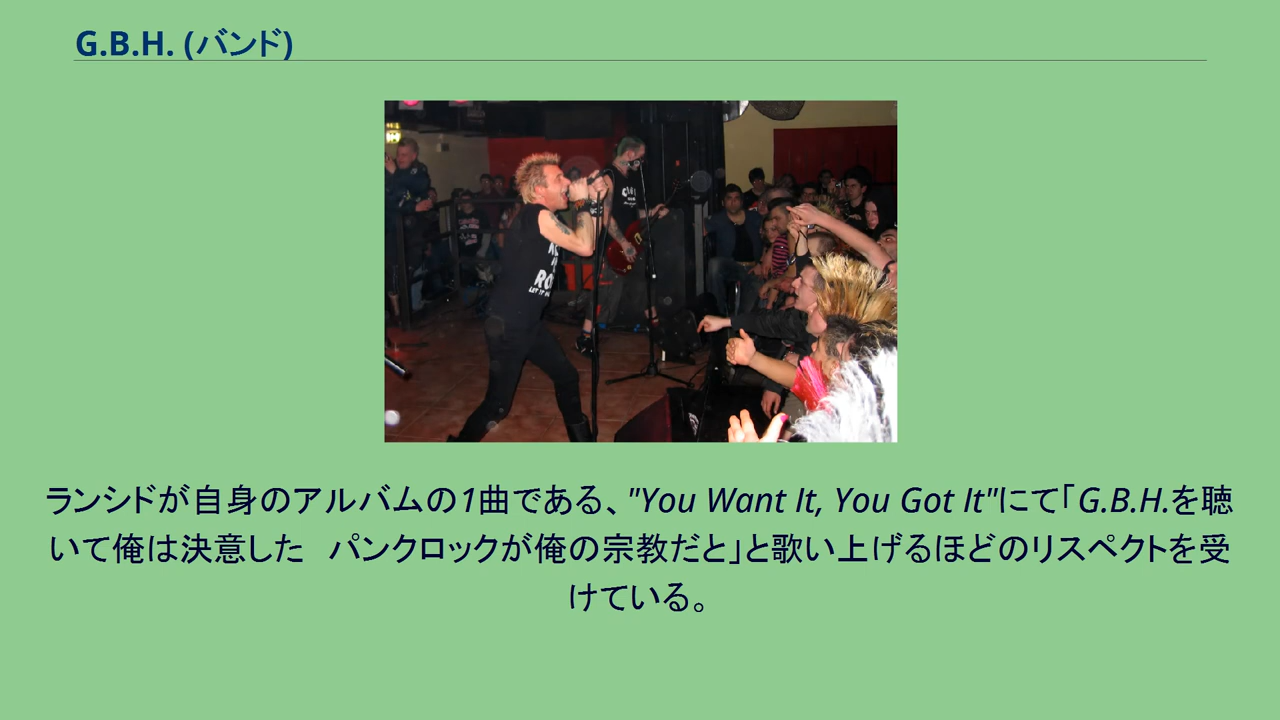 G.B.H. (バンド)
ランシドが自身のアルバムの1曲である、"You Want It, You Got It"にて「G.B.H.を聴
いて俺は決意した　パンクロックが俺の宗教だと」と歌い上げるほどのリスペクトを受
けている。